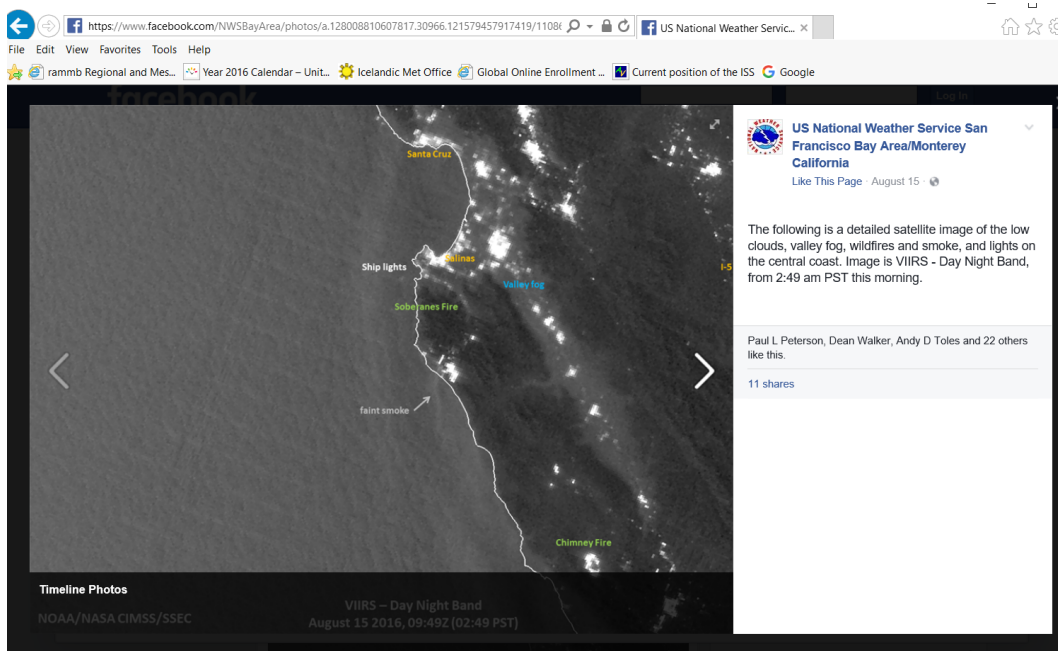 https://www.facebook.com/NWSBayArea/photos/a.128008810607817.30966.121579457917419/11086
US National Weather Servic...
File Edit View Favorites Tools Help
rammb Regional and Mes... Year 2016 Calendar – Unit... Icelandic Met Office Global Online Enrollment ... Current position of the ISS Google
facebook
Log In
Santa Cruz
Salinas
Ship lights
I-5
Valley fog
Soberanes Fire
faint smoke
Chimney Fire
Timeline Photos
NOAA/NASA CIMSS/SSEC
VIIRS – Day Night Band
August 15 2016, 09:49Z (02:49 PST)
US National Weather Service San
Francisco Bay Area/Monterey
California
Like This Page · August 15 ·
The following is a detailed satellite image of the low
clouds, valley fog, wildfires and smoke, and lights on
the central coast. Image is VIIRS - Day Night Band,
from 2:49 am PST this morning.
Paul L Peterson, Dean Walker, Andy D Toles and 22 others
like this.
11 shares